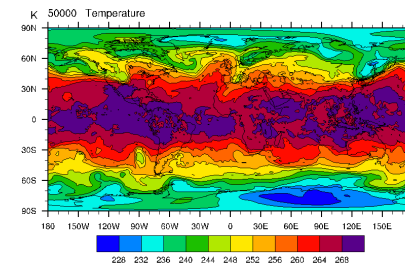 K 50000 Temperature
90N
60N
30N
0
30S
60S
90S
180 150W 120W 90W 60W 30W 0 30E 60E 90E 120E 150E
228 232 236 240 244 248 252 256 260 264 268